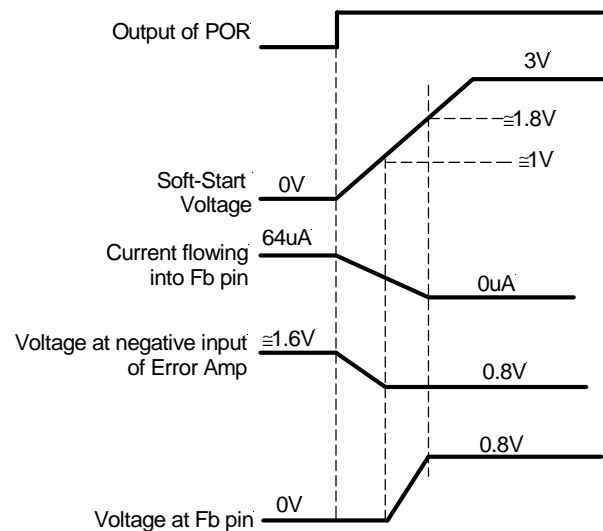 Output of POR
3V
≅1.8V
≅1V
Soft-Start
Voltage
0V
64uA
Current flowing
into Fb pin
0uA
Voltage at negative input
of Error Amp
≅1.6V
0.8V
0.8V
Voltage at Fb pin
0V